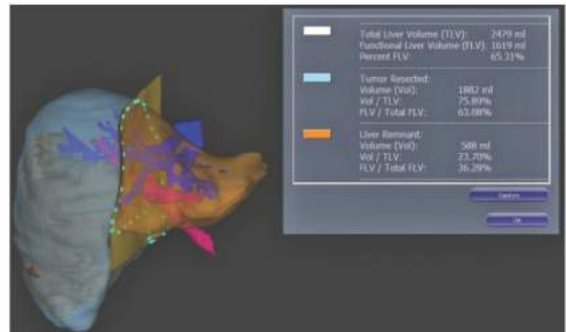 Total Liver Volume (TLV): 2479 ml
Functional Liver Volume (FLV): 1619 ml
Percent FLV: 65.31%
Tumor Resected:
Volume (Vol): 1882 ml
Vol / TLV: 75.89%
FLV / Total FLV: 63.08%
Liver Remnant:
Volume (Vol): 588 ml
Vol / TLV: 23.70%
FLV / Total FLV: 36.28%
Capture
OK